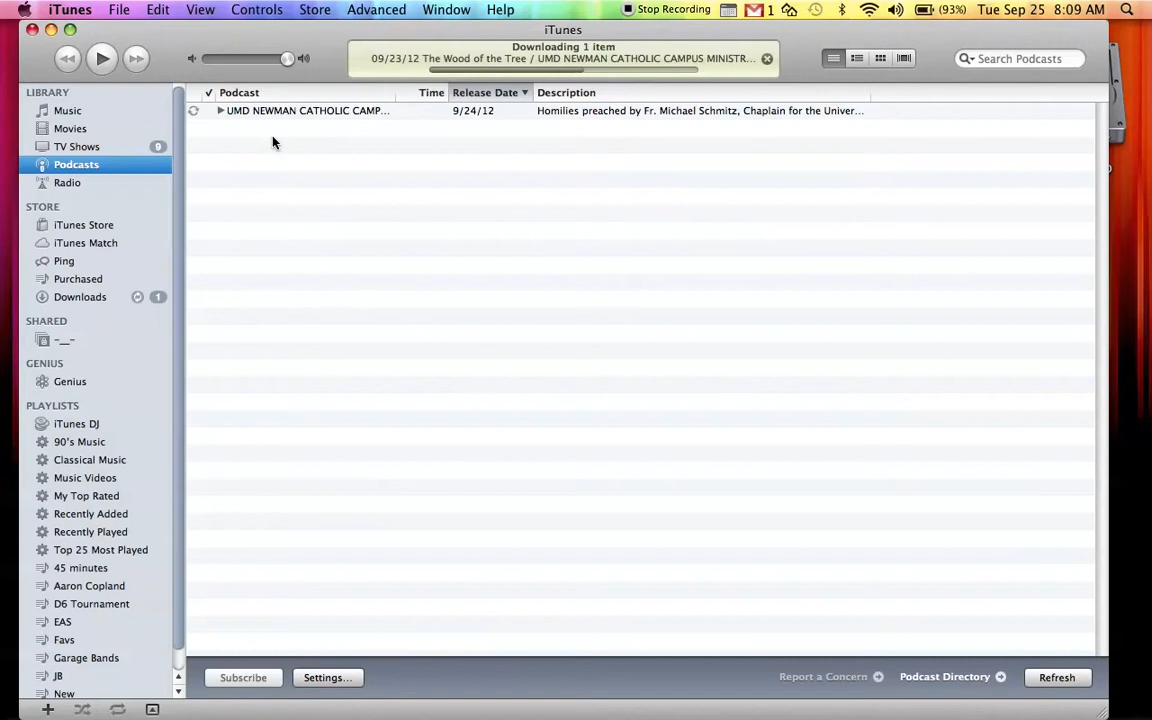 iTunes File Edit View Controls Store Advanced Window Help Stop Recording 1 (93%) Tue Sep 25 8:09 AM
iTunes
Downloading 1 item
09/23/12 The Wood of the Tree / UMD NEWMAN CATHOLIC CAMPUS MINISTR...
Search Podcasts
LIBRARY
Music
Movies
TV Shows 9
Podcasts
Radio
STORE
iTunes Store
iTunes Match
Ping
Purchased
Downloads 1
SHARED
-__-
GENIUS
Genius
PLAYLISTS
iTunes DJ
90's Music
Classical Music
Music Videos
My Top Rated
Recently Added
Recently Played
Top 25 Most Played
45 minutes
Aaron Copland
D6 Tournament
EAS
Favs
Garage Bands
JB
New
✓ Podcast Time Release Date Description
UMD NEWMAN CATHOLIC CAMP... 9/24/12 Homilies preached by Fr. Michael Schmitz, Chaplain for the Univer...
Subscribe Settings... Report a Concern Podcast Directory Refresh